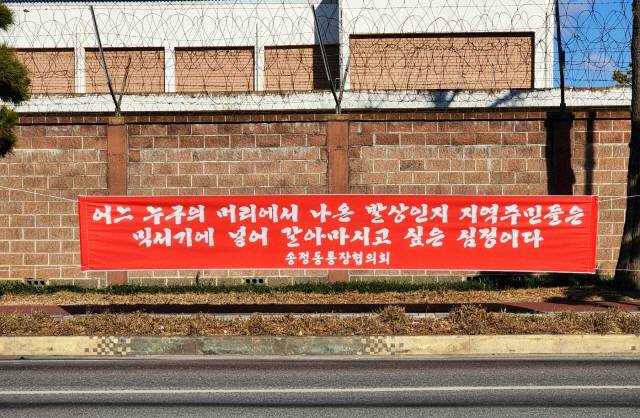 어느 누구의 머리에서 나온 발상인지 지역주민들은
믹서기에 넣어 갈아마시고 싶은 심정이다
송정동통장협의회